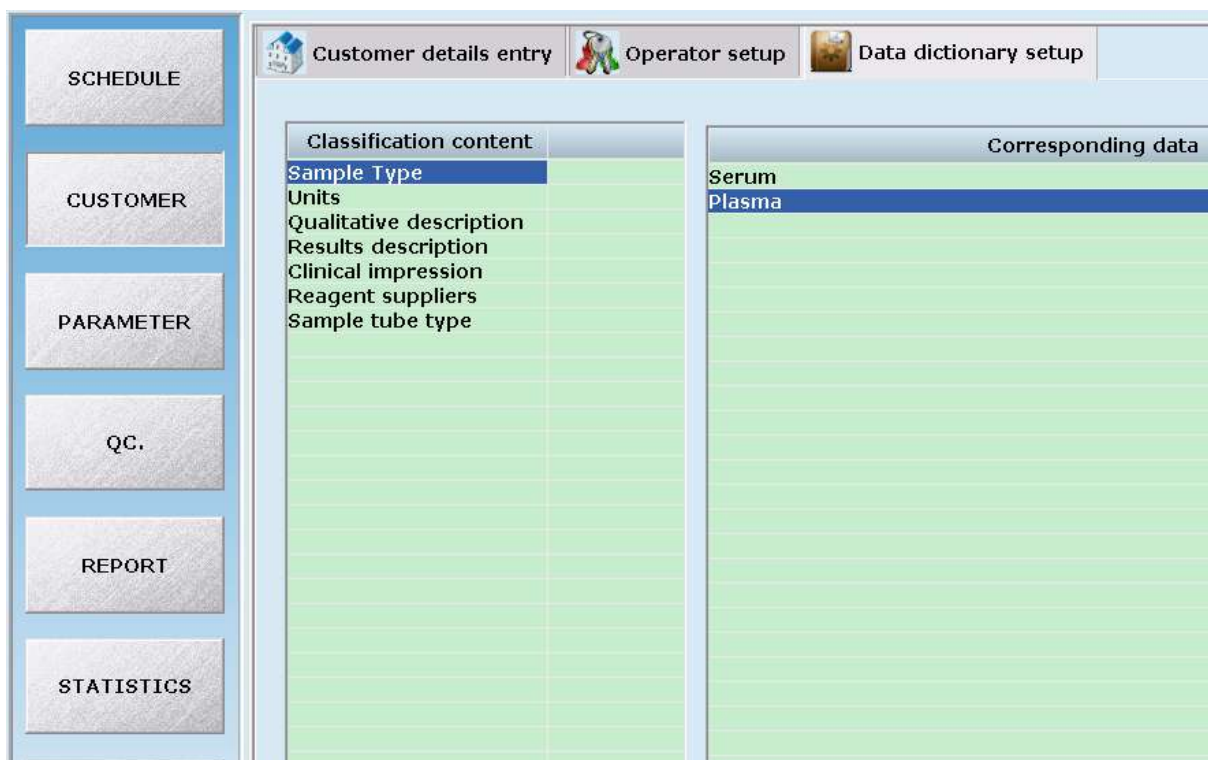 SCHEDULE
CUSTOMER
PARAMETER
QC.
REPORT
STATISTICS
Customer details entry
Operator setup
Data dictionary setup
Classification content
Sample Type
Units
Qualitative description
Results description
Clinical impression
Reagent suppliers
Sample tube type
Corresponding data
Serum
Plasma